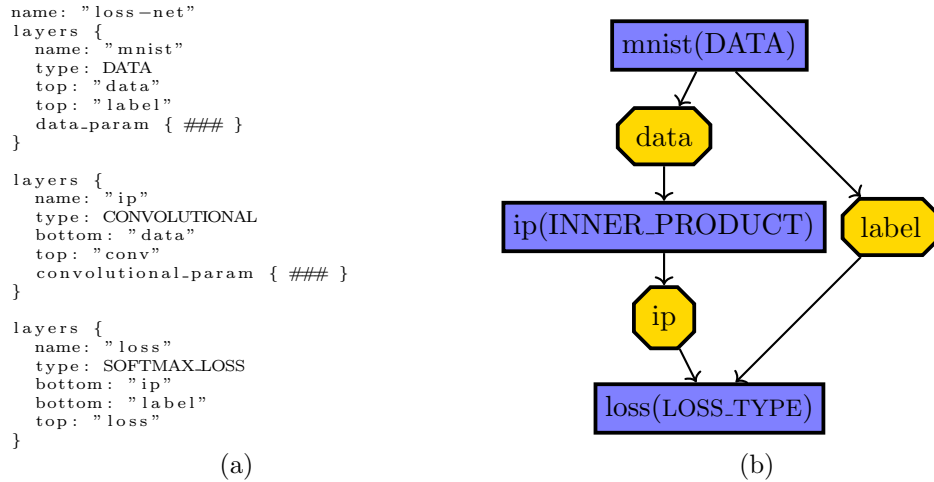 name: "loss-net"
layers {
name: "mnist"
type: DATA
top: "data"
top: "label"
data_param { ### }
}
layers {
name: "ip"
type: CONVOLUTIONAL
bottom: "data"
top: "conv"
convolutional_param { ### }
}
layers {
name: "loss"
type: SOFTMAX_LOSS
bottom: "ip"
bottom: "label"
top: "loss"
}
(a)
mnist(DATA)
data
ip(INNER_PRODUCT)
label
ip
loss(LOSS_TYPE)
(b)